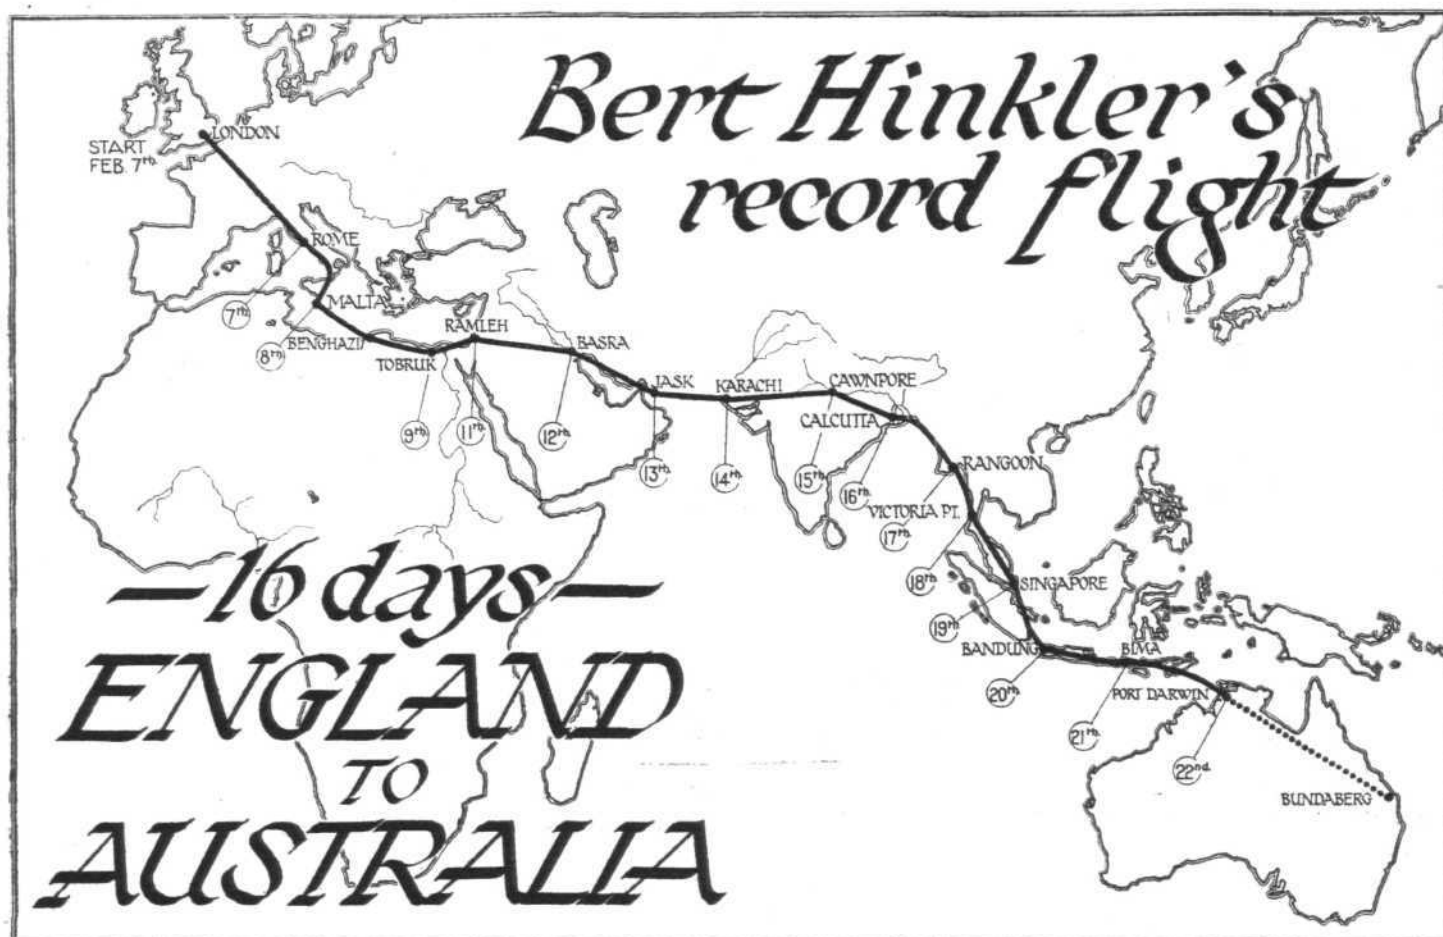 Bert Hinkler's
record flight
LONDON
START
FEB. 7TH.
ROME
7TH.
MALTA
8TH.
BENGHAZI
TOBRUK
9TH.
RAMLEH
11TH.
BASRA
12TH.
JASK
13TH.
KARACHI
14TH.
CAWNPORE
15TH.
CALCUTTA
16TH.
RANGOON
17TH.
VICTORIA PT.
18TH.
SINGAPORE
19TH.
BANDUNG
20TH.
BIMA
21TH.
PORT DARWIN
22nd.
BUNDABERG
—16 days—
ENGLAND
TO
AUSTRALIA